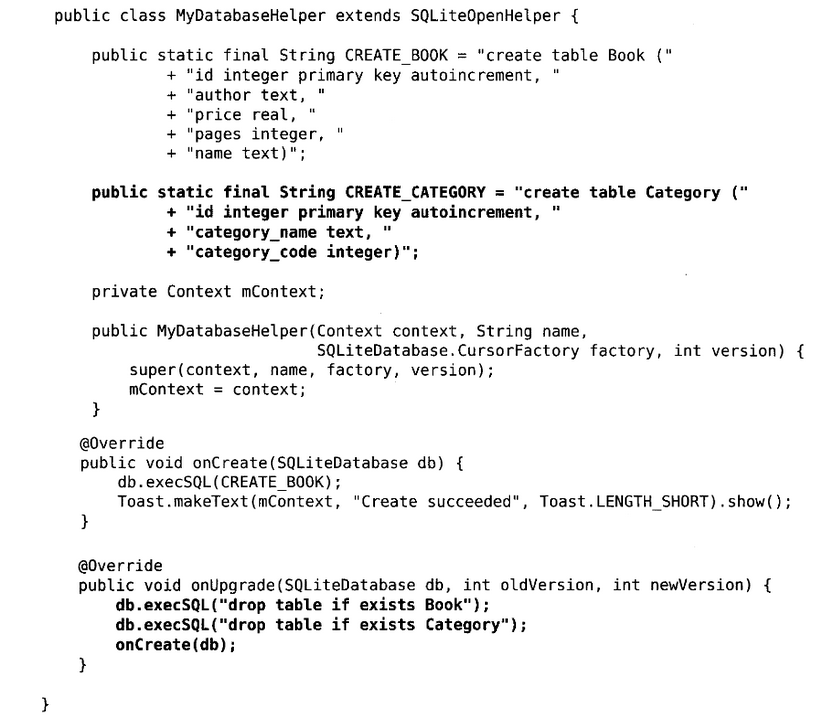 public class MyDatabaseHelper extends SQLiteOpenHelper {
public static final String CREATE_BOOK = "create table Book ("
+ "id integer primary key autoincrement, "
+ "author text, "
+ "price real, "
+ "pages integer, "
+ "name text)";
public static final String CREATE_CATEGORY = "create table Category ("
+ "id integer primary key autoincrement, "
+ "category_name text, "
+ "category_code integer)";
private Context mContext;
public MyDatabaseHelper(Context context, String name,
SQLiteDatabase.CursorFactory factory, int version) {
super(context, name, factory, version);
mContext = context;
}
@Override
public void onCreate(SQLiteDatabase db) {
db.execSQL(CREATE_BOOK);
Toast.makeText(mContext, "Create succeeded", Toast.LENGTH_SHORT).show();
}
@Override
public void onUpgrade(SQLiteDatabase db, int oldVersion, int newVersion) {
db.execSQL("drop table if exists Book");
db.execSQL("drop table if exists Category");
onCreate(db);
}
}